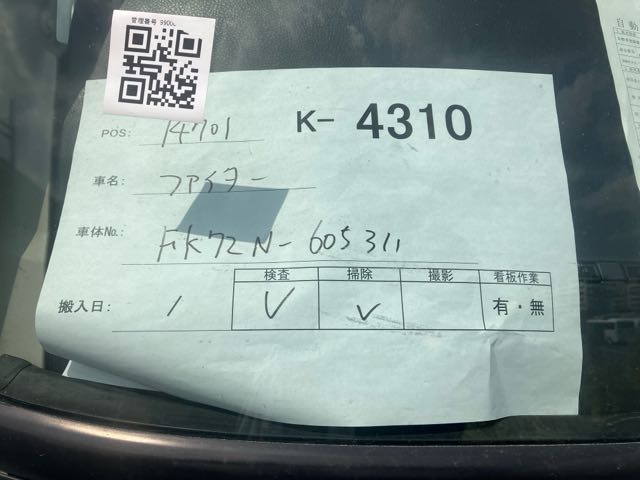 管理番号 9900
K- 4310
POS: 14701
車名: ファイター
車体No.: FK72N-605311
検査 掃除 撮影 看板作業
搬入日: / ✓ ✓ 有・無